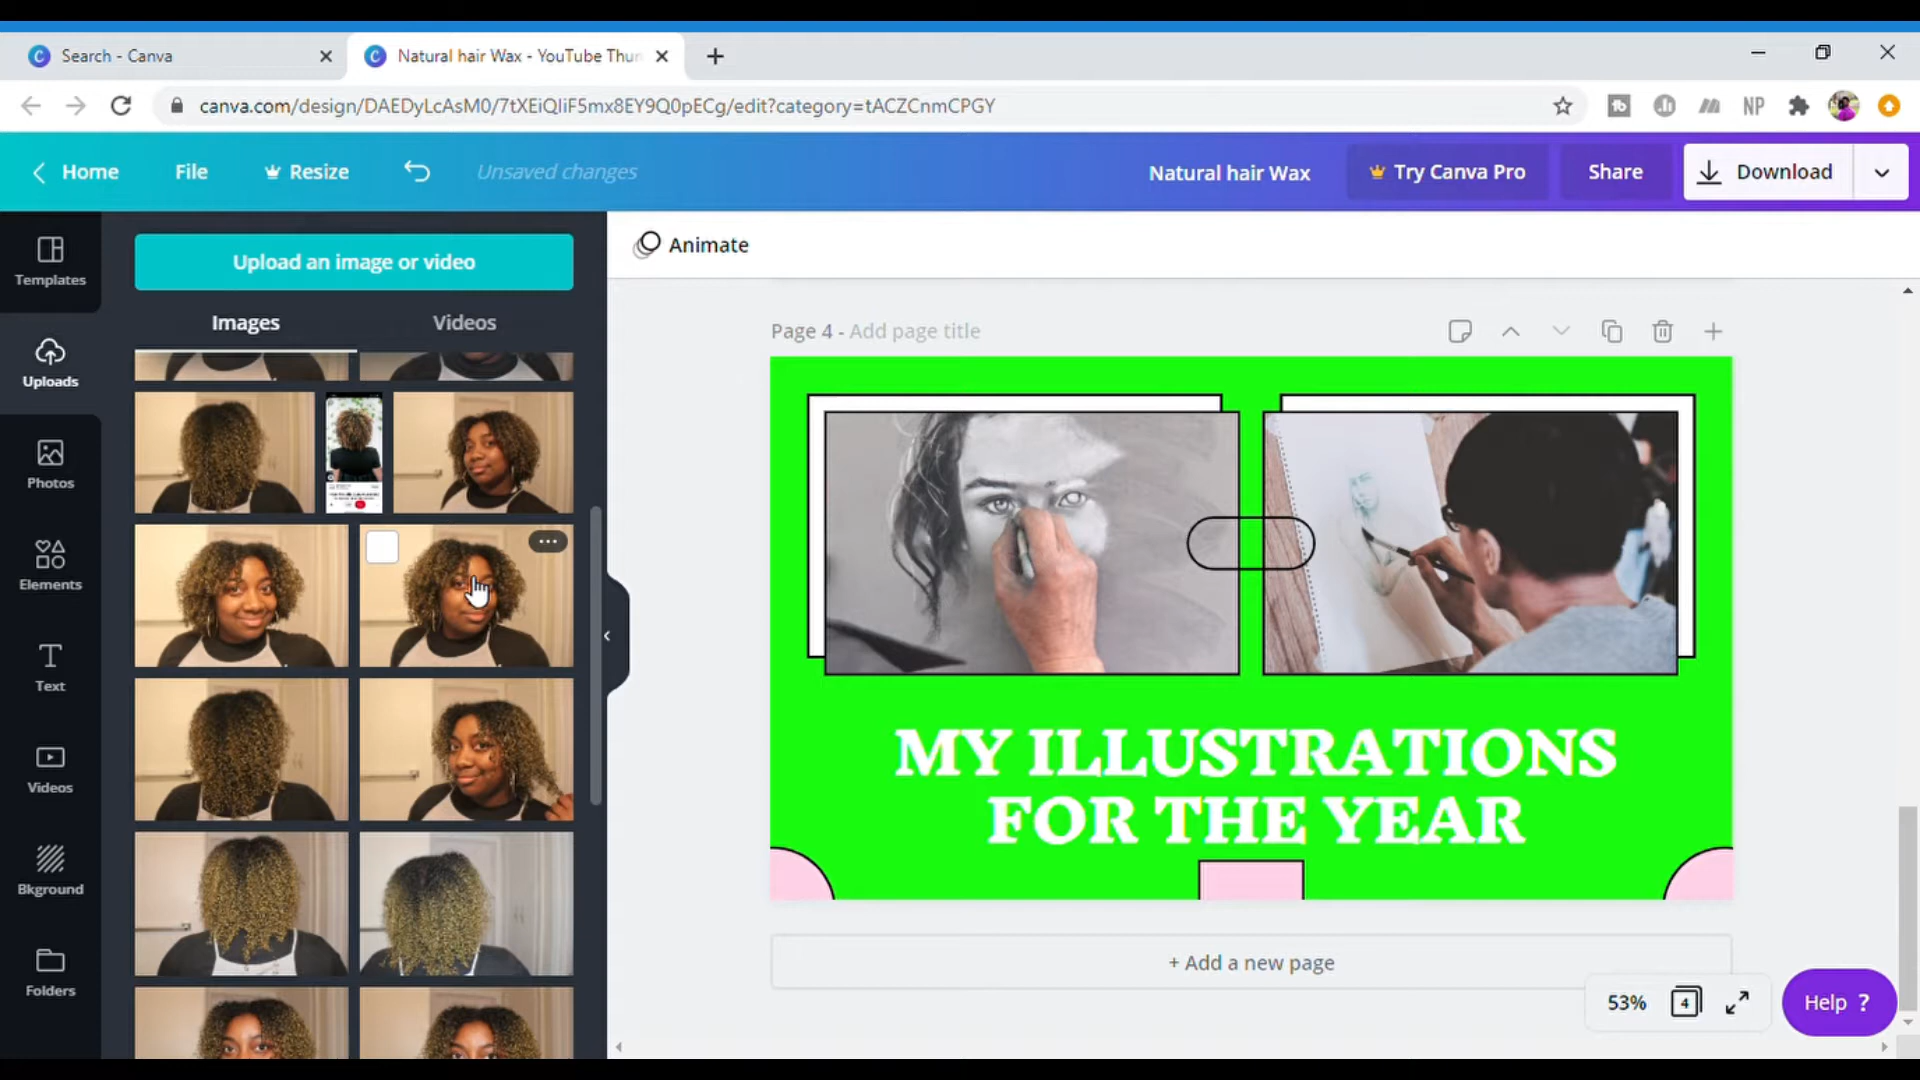 Search - Canva
Natural hair Wax - YouTube Thun
canva.com/design/DAEDyLcAsM0/7tXEiQIiF5mx8EY9Q0pECg/edit?category=tACZCnmCPGY
NP
Home
File
Resize
Unsaved changes
Natural hair Wax
Try Canva Pro
Share
Download
Templates
Uploads
Photos
Elements
Text
Videos
Bkground
Folders
Upload an image or video
Images
Videos
Animate
Page 4 - Add page title
MY ILLUSTRATIONS
FOR THE YEAR
+ Add a new page
53%
4
Help ?